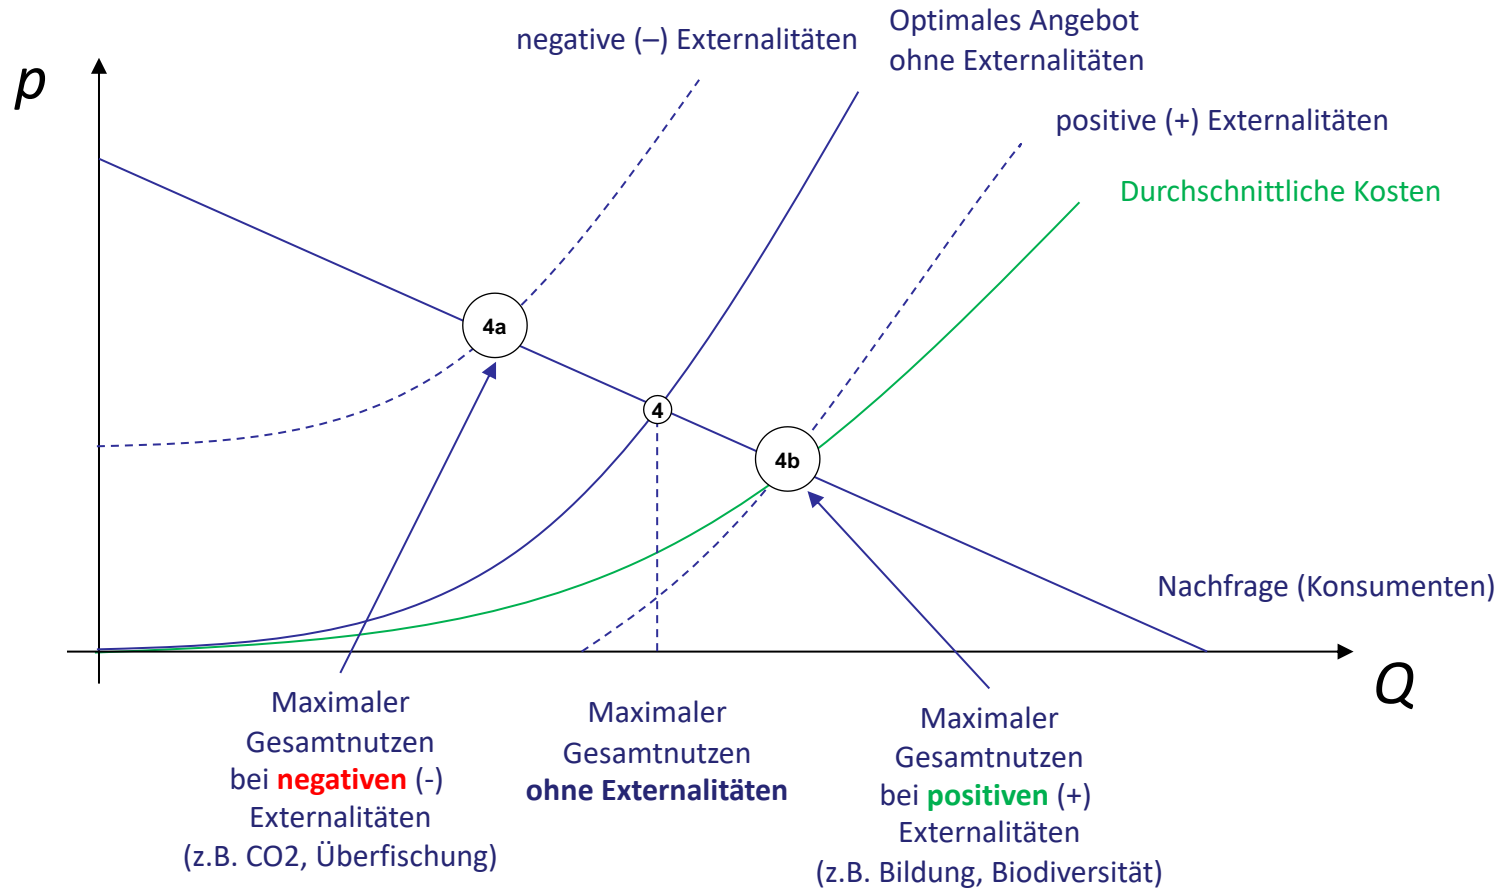 negative (–) Externalitäten
Optimales Angebot
ohne Externalitäten
p
positive (+) Externalitäten
Durchschnittliche Kosten
4a
4
4b
Nachfrage (Konsumenten)
Q
Maximaler
Gesamtnutzen
bei negativen (-)
Externalitäten
(z.B. CO2, Überfischung)
Maximaler
Gesamtnutzen
ohne Externalitäten
Maximaler
Gesamtnutzen
bei positiven (+)
Externalitäten
(z.B. Bildung, Biodiversität)